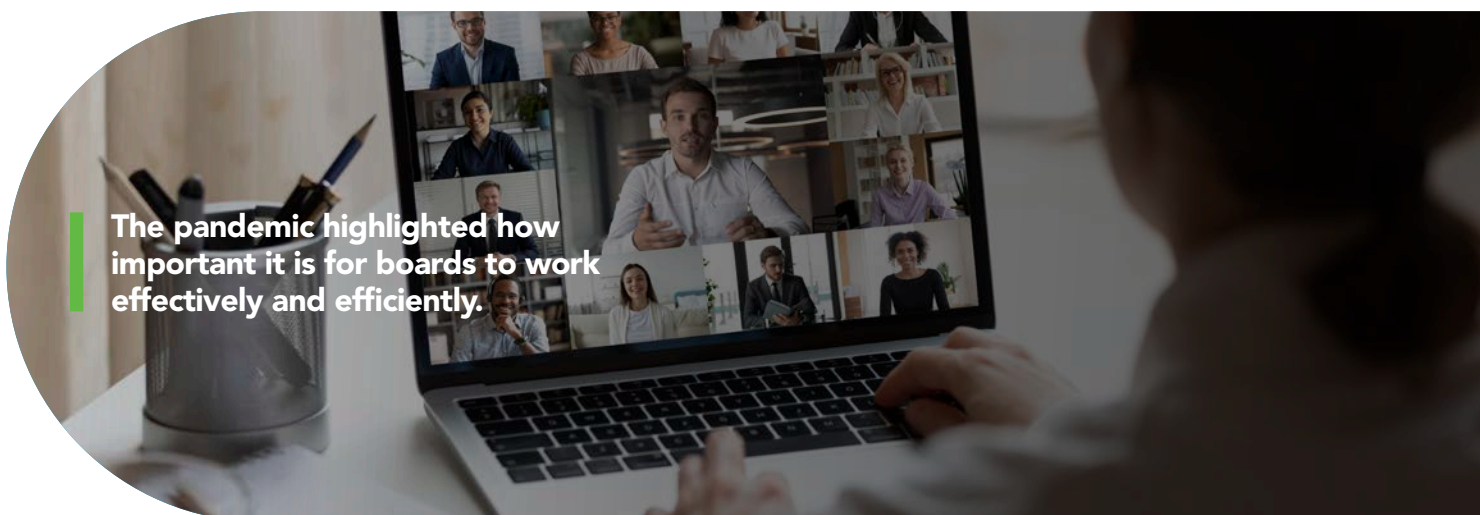 The pandemic highlighted how
important it is for boards to work
effectively and efficiently.